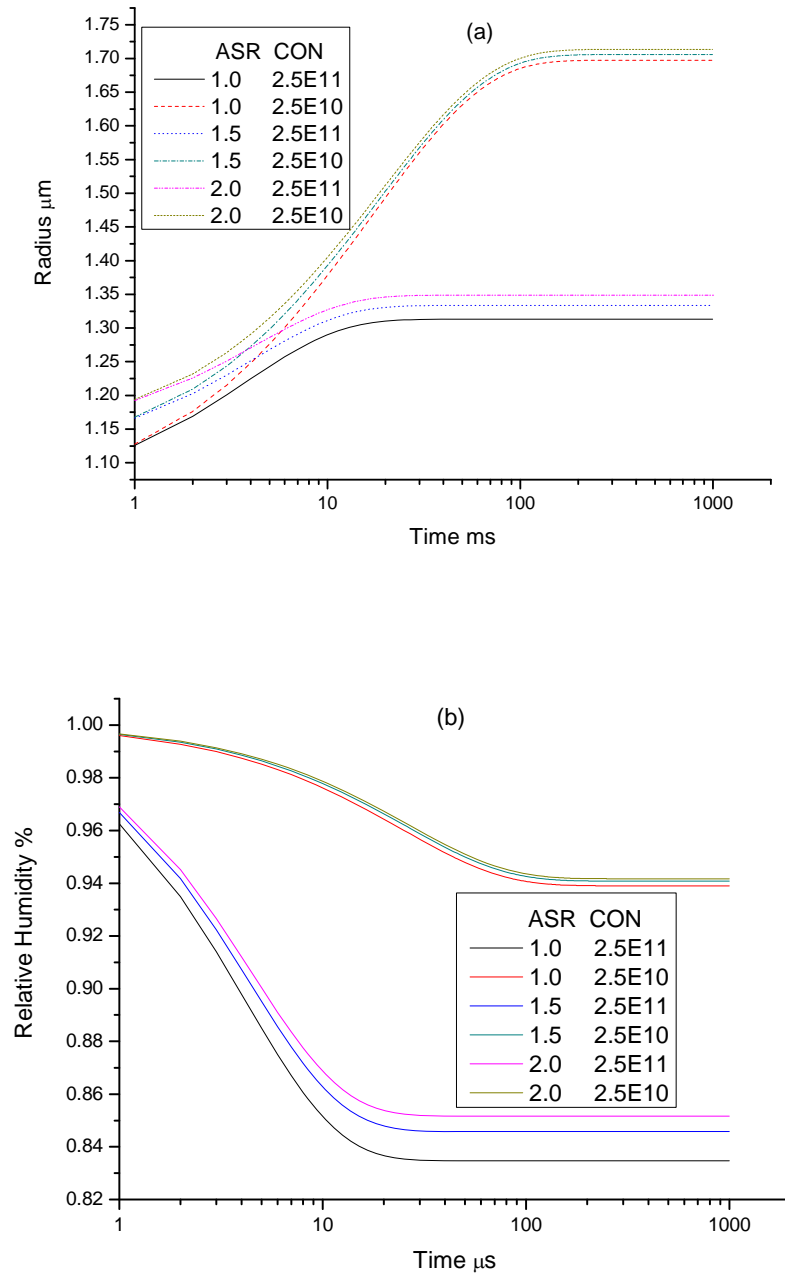 (a)
1.75
1.70
1.65
1.60
1.55
1.50
1.45
1.40
1.35
1.30
1.25
1.20
1.15
1.10
Radius μm
ASR CON
1.0 2.5E11
1.0 2.5E10
1.5 2.5E11
1.5 2.5E10
2.0 2.5E11
2.0 2.5E10
1 10 100 1000
Time ms
(b)
1.00
0.98
0.96
0.94
0.92
0.90
0.88
0.86
0.84
0.82
Relative Humidity %
ASR CON
1.0 2.5E11
1.0 2.5E10
1.5 2.5E11
1.5 2.5E10
2.0 2.5E11
2.0 2.5E10
1 10 100 1000
Time μs